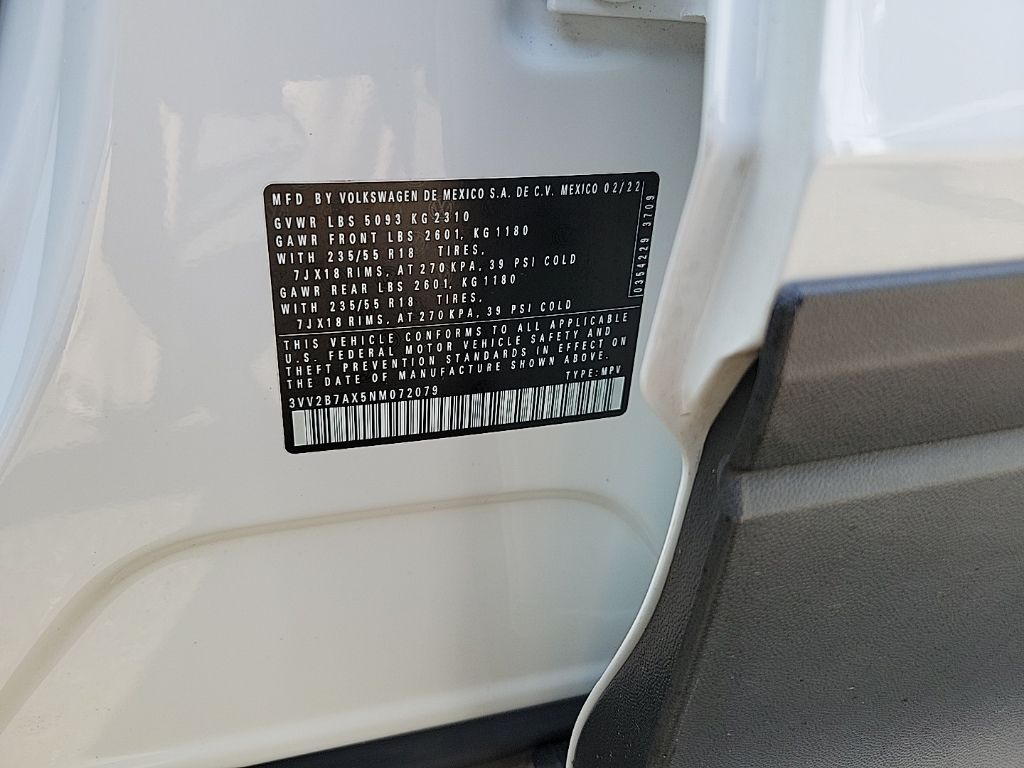 MFD BY VOLKSWAGEN DE MEXICO S.A. DE C.V. MEXICO 02/22
GVWR LBS 5093 KG 2310
GAWR FRONT LBS 2601, KG 1180
WITH 235/55 R18 TIRES,
7JX18 RIMS, AT 270 KPA, 39 PSI COLD
GAWR REAR LBS 2601, KG 1180
WITH 235/55 R18 TIRES,
7JX18 RIMS, AT 270 KPA, 39 PSI COLD
THIS VEHICLE CONFORMS TO ALL APPLICABLE
U.S. FEDERAL MOTOR VEHICLE SAFETY AND
THEFT PREVENTION STANDARDS IN EFFECT ON
THE DATE OF MANUFACTURE SHOWN ABOVE.
TYPE: MPV
3VV2B7AX5NM072079
0354229 3709